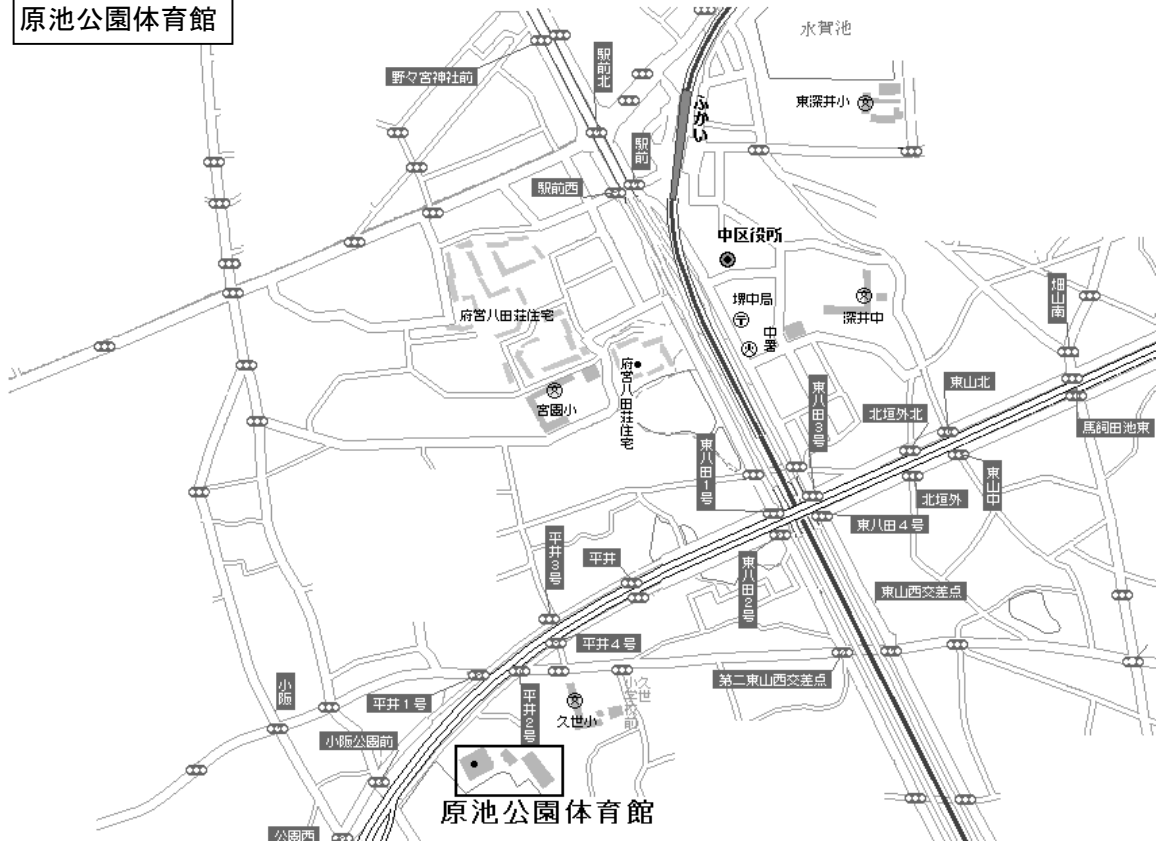 原池公園体育館
水賀池
野々宮神社前
駅前北
東深井小
ふかい
駅前
駅前西
中区役所
堺中局
中署
深井中
畑山南
府営八田荘住宅
府営八田荘住宅
宮園小
東八田3号
東山北
北垣外北
馬飼田池東
東八田1号
北垣外
東山中
東八田4号
平井3号
平井
東八田2号
東山西交差点
平井4号
第二東山西交差点
小阪
平井1号
平井2号
久世小
久世
小学校前
小阪公園前
原池公園体育館
公園西